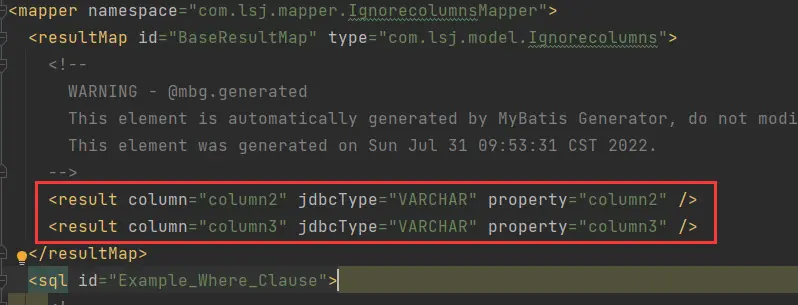 <mapper namespace="com.lsj.mapper.IgnorecolumnsMapper">
<resultMap id="BaseResultMap" type="com.lsj.model.Ignorecolumns">
<!--
WARNING - @mbg.generated
This element is automatically generated by MyBatis Generator, do not modi
This element was generated on Sun Jul 31 09:53:31 CST 2022.
-->
<result column="column2" jdbcType="VARCHAR" property="column2" />
<result column="column3" jdbcType="VARCHAR" property="column3" />
</resultMap>
<sql id="Example_Where_Clause">